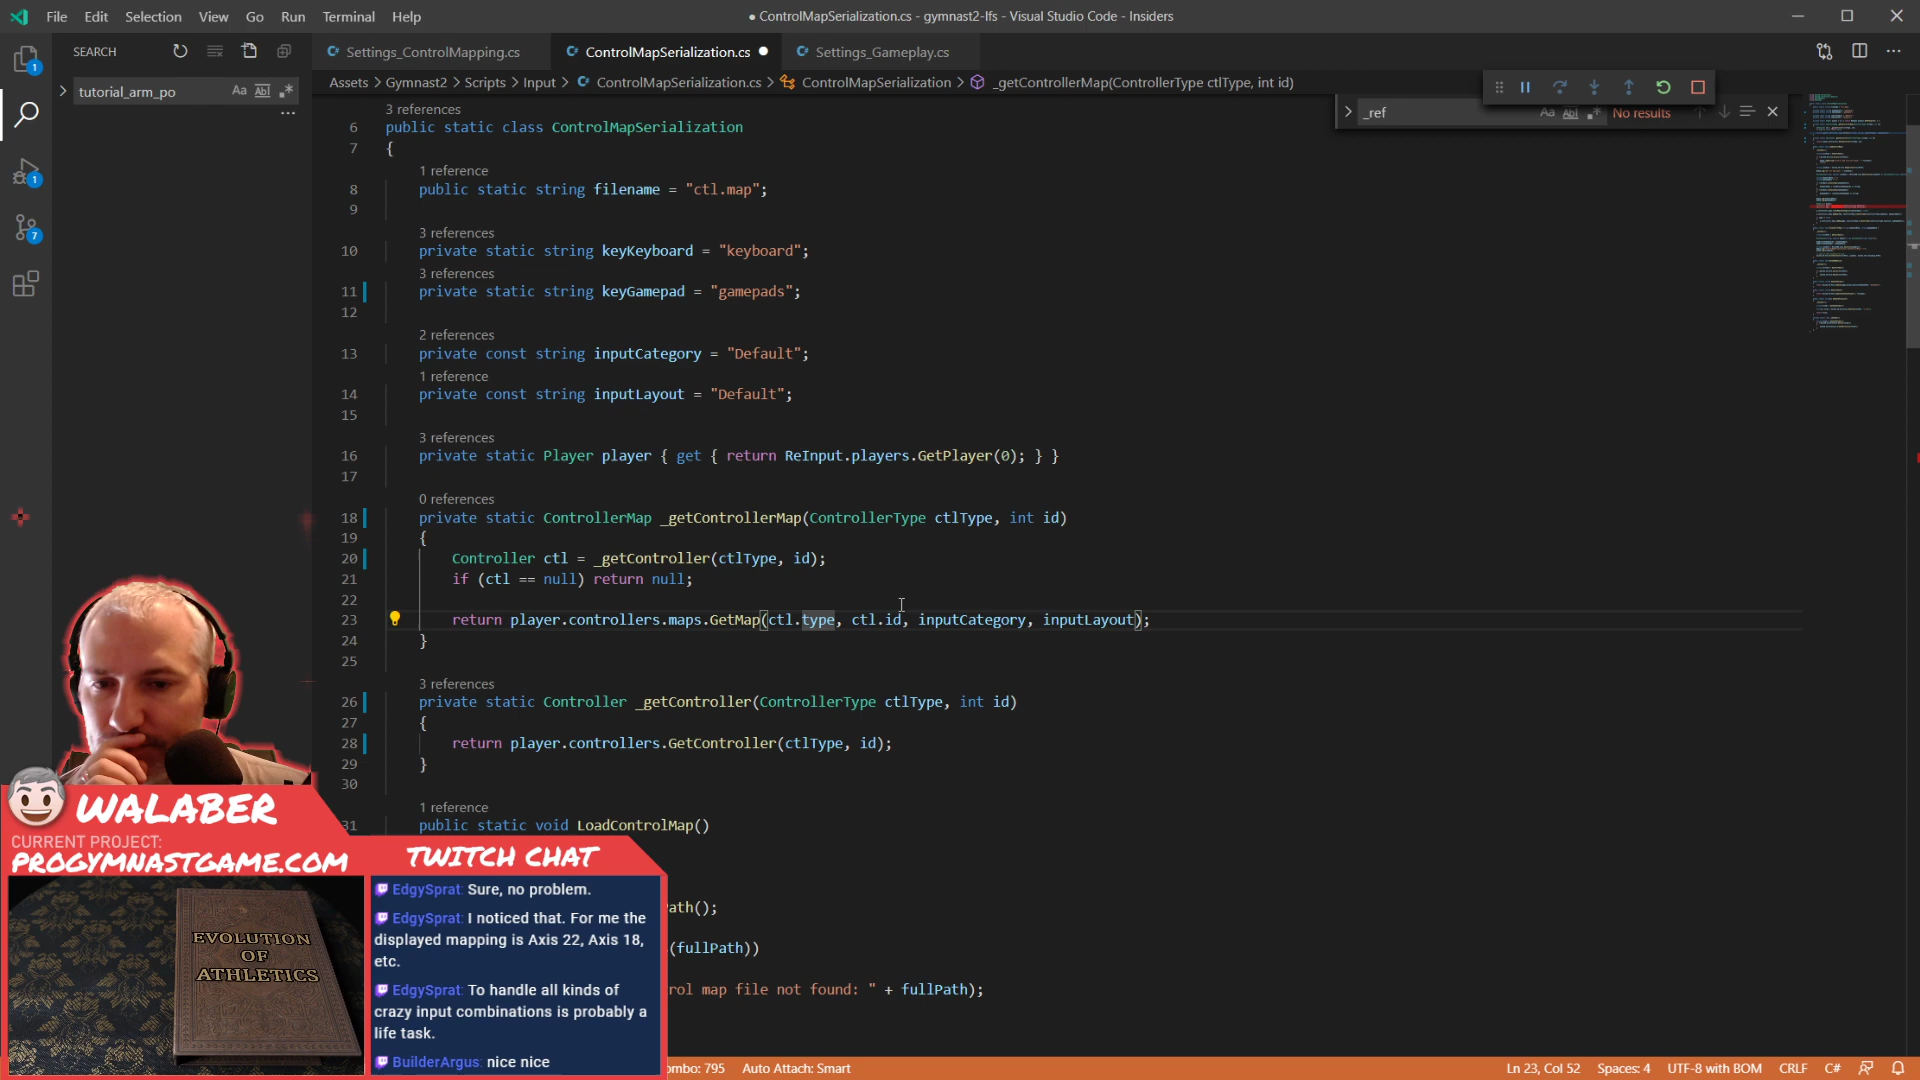 File Edit Selection View Go Run Terminal Help
● ControlMapSerialization.cs - gymnast2-lfs - Visual Studio Code - Insiders
SEARCH
Settings_ControlMapping.cs
ControlMapSerialization.cs ●
Settings_Gameplay.cs
tutorial_arm_po
Assets > Gymnast2 > Scripts > Input > ControlMapSerialization.cs > ControlMapSerialization > _getControllerMap(ControllerType ctlType, int id)
_ref
No results
3 references
6 public static class ControlMapSerialization
7 {
1 reference
8 public static string filename = "ctl.map";
9
3 references
10 private static string keyKeyboard = "keyboard";
3 references
11 private static string keyGamepad = "gamepads";
12
2 references
13 private const string inputCategory = "Default";
1 reference
14 private const string inputLayout = "Default";
15
3 references
16 private static Player player { get { return ReInput.players.GetPlayer(0); } }
17
0 references
18 private static ControllerMap _getControllerMap(ControllerType ctlType, int id)
19 {
20 Controller ctl = _getController(ctlType, id);
21 if (ctl == null) return null;
22
23 return player.controllers.maps.GetMap(ctl.type, ctl.id, inputCategory, inputLayout);
24 }
25
3 references
26 private static Controller _getController(ControllerType ctlType, int id)
27 {
28 return player.controllers.GetController(ctlType, id);
29 }
30
1 reference
31 public static void LoadControlMap()
ath();
(fullPath))
rol map file not found: " + fullPath);
WALABER
CURRENT PROJECT:
PROGYMNASTGAME.COM
EVOLUTION
OF
ATHLETICS
TWITCH CHAT
EdgySprat: Sure, no problem.
EdgySprat: I noticed that. For me the
displayed mapping is Axis 22, Axis 18,
etc.
EdgySprat: To handle all kinds of
crazy input combinations is probably a
life task.
BuilderArgus: nice nice
ombo: 795 Auto Attach: Smart
Ln 23, Col 52 Spaces: 4 UTF-8 with BOM CRLF C#